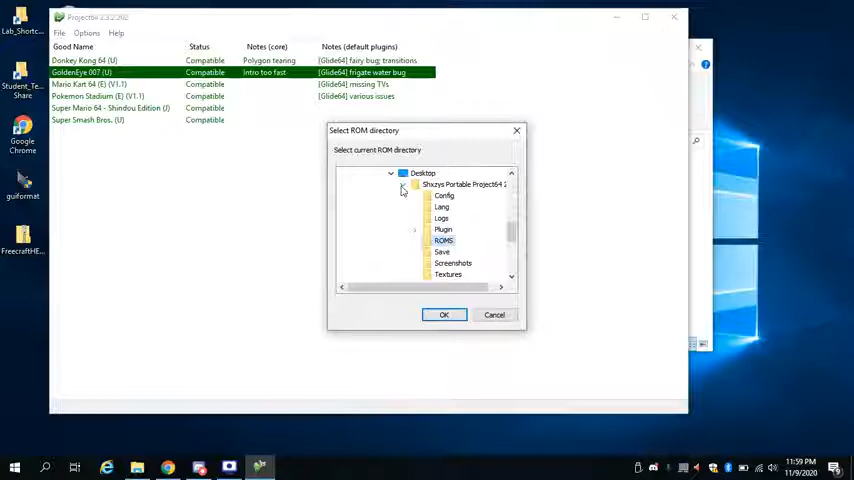 Lab_Shortc...
Student_Te...
Share
Google
Chrome
guiformat
FreecraftHE...
Project64 2.3.2.202
File Options Help
Good Name Status Notes (core) Notes (default plugins)
Donkey Kong 64 (U) Compatible Polygon tearing [Glide64] fairy bug; transitions
GoldenEye 007 (U) Compatible Intro too fast [Glide64] frigate water bug
Mario Kart 64 (E) (V1.1) Compatible [Glide64] missing TVs
Pokemon Stadium (E) (V1.1) Compatible [Glide64] various issues
Super Mario 64 - Shindou Edition (J) Compatible
Super Smash Bros. (U) Compatible
Select ROM directory
Select current ROM directory
Desktop
Shxzys Portable Project64 2
Config
Lang
Logs
Plugin
ROMS
Save
Screenshots
Textures
OK Cancel
11:59 PM
11/9/2020